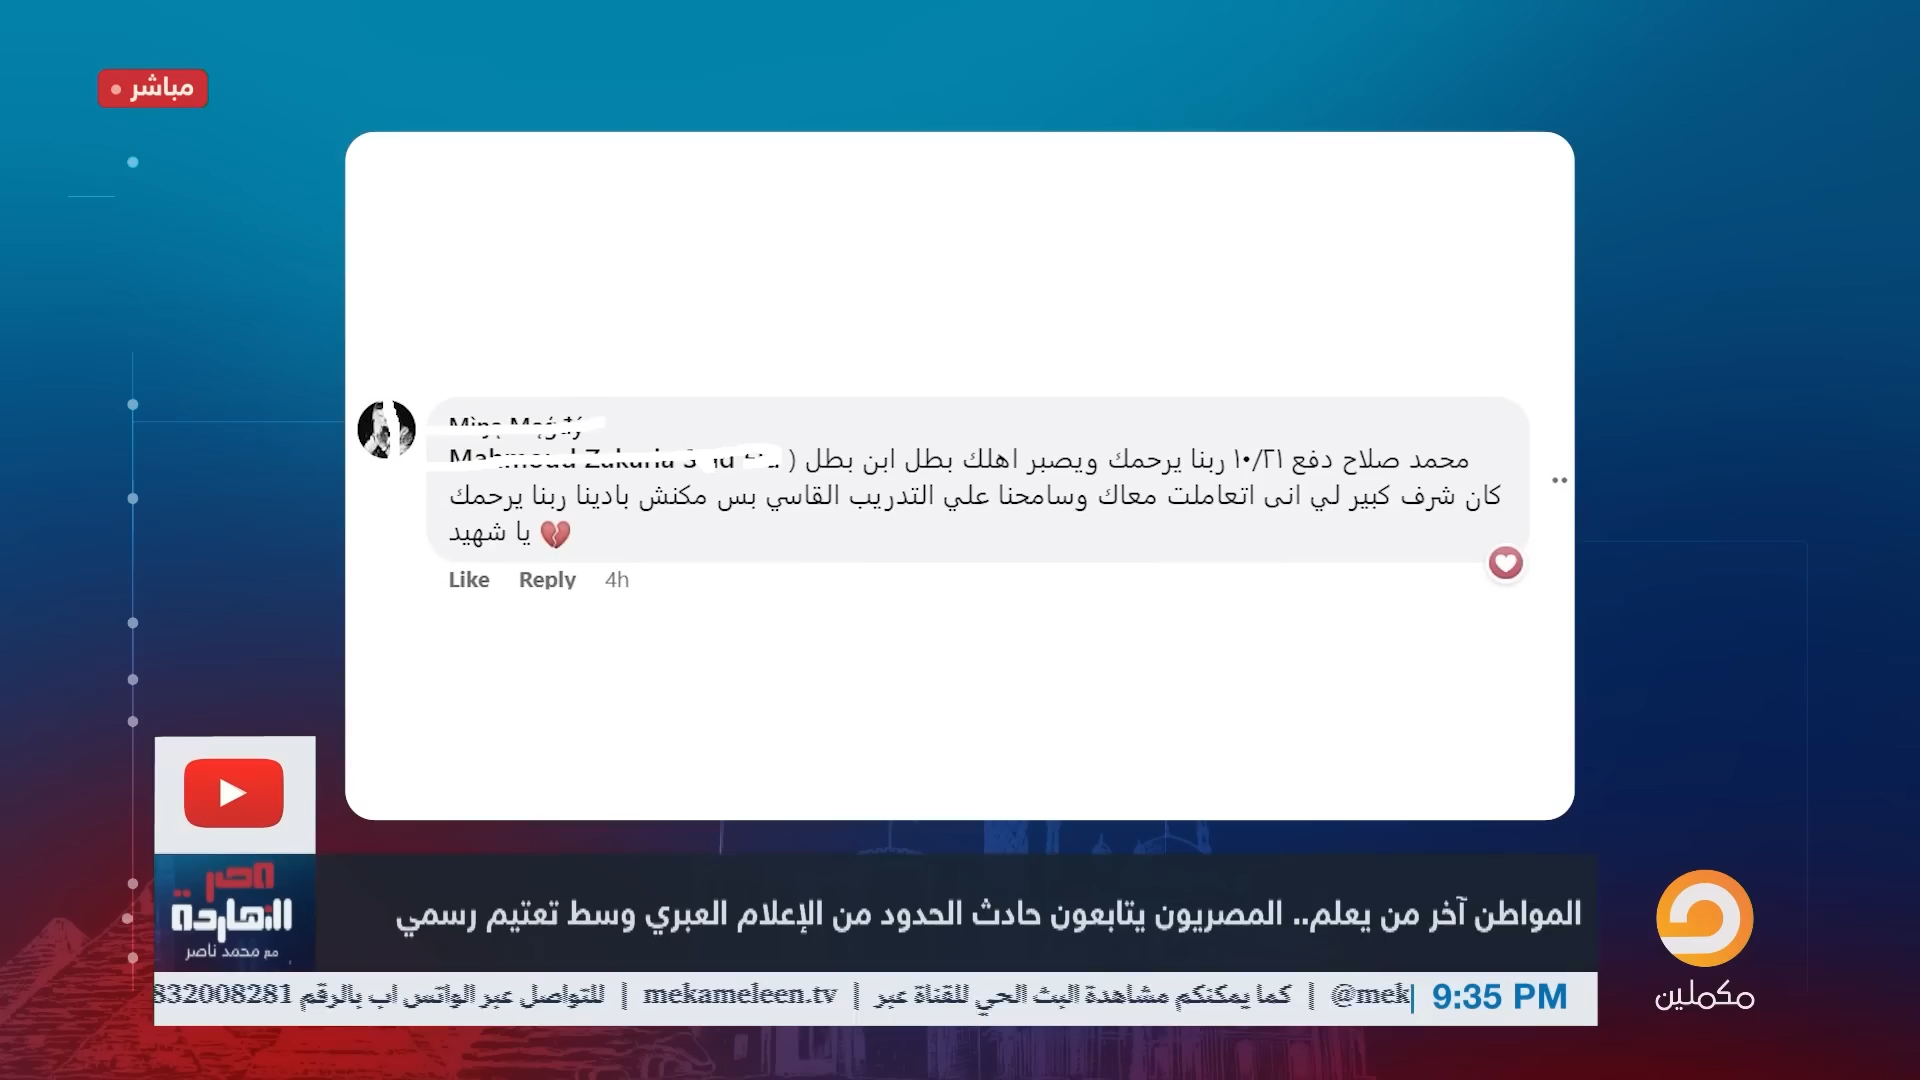 مباشر
محمد صلاح دفع ١٠/٢١ ربنا يرحمك ويصبر اهلك بطل ابن بطل (
كان شرف كبير لي انى اتعاملت معاك وسامحنا علي التدريب القاسي بس مكنش بادينا ربنا يرحمك
يا شهيد 💔
Like Reply 4h
مصر
النهاردة
مع محمد ناصر
المواطن آخر من يعلم.. المصريون يتابعون حادث الحدود من الإعلام العبري وسط تعتيم رسمي
9:35 PM
@mek | كما يمكنكم مشاهدة البث الحي للقناة عبر | mekameleen.tv | للتواصل عبر الواتس اب بالرقم 832008281
مكملين